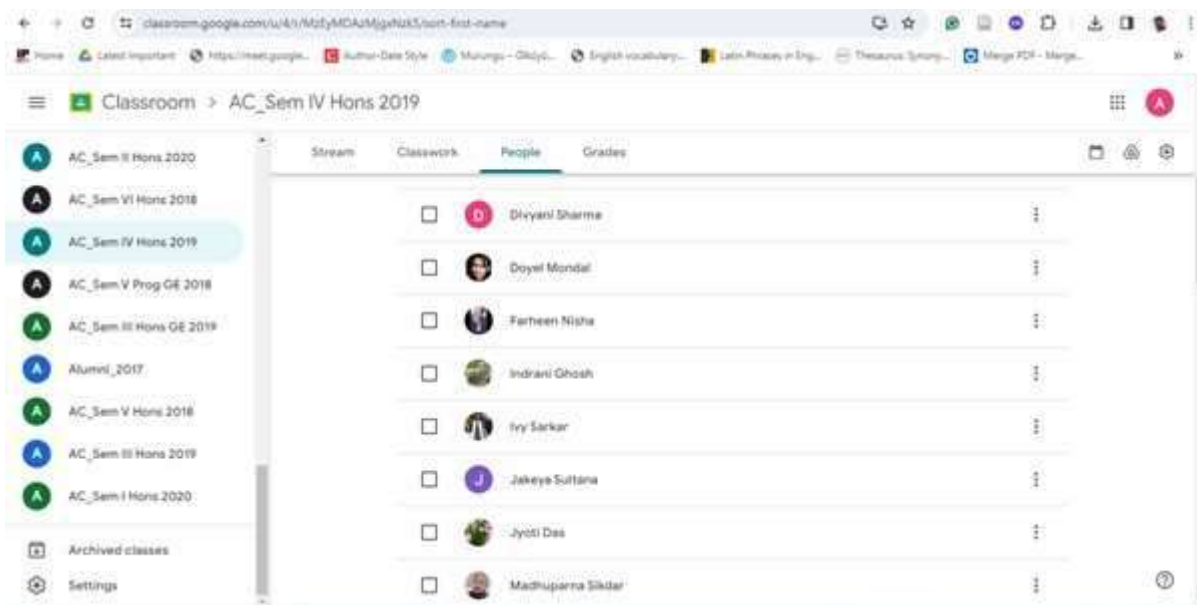 classroom.google.com/u/4/r/
sort-first-name
Home Latest Important https://meet.google... Author-Date Style Murungu - English vocabulary... Latin Phrases in Eng... Thesaurus Synony... Merge PDF - Merge...
Classroom > AC_Sem IV Hons 2019
Stream Classwork People Grades
AC_Sem II Hons 2020
AC_Sem VI Hons 2018
AC_Sem IV Hons 2019
AC_Sem V Prog GE 2018
AC_Sem III Hons GE 2019
Alumni_2017
AC_Sem V Hons 2018
AC_Sem III Hons 2019
AC_Sem I Hons 2020
Archived classes
Settings
D Divyani Sharma
Doyel Mondal
Farheen Nisha
Indrani Ghosh
Ivy Sarkar
J Jakeya Sultana
Jyoti Das
Madhuparna Sikdar